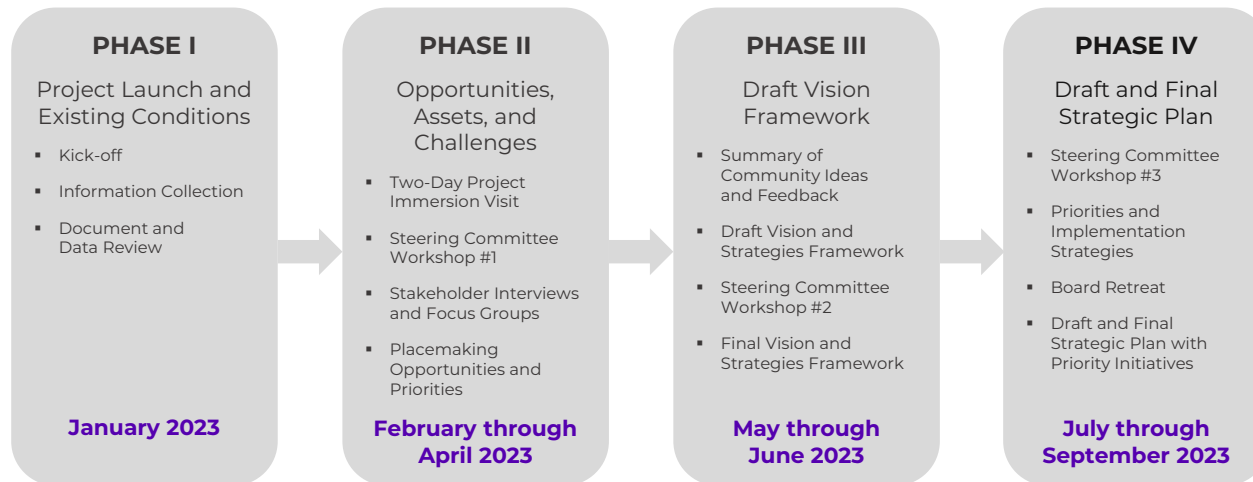 PHASE I
Project Launch and
Existing Conditions
▪ Kick-off
▪ Information Collection
▪ Document and
Data Review
January 2023
PHASE II
Opportunities,
Assets, and
Challenges
▪ Two-Day Project
Immersion Visit
▪ Steering Committee
Workshop #1
▪ Stakeholder Interviews
and Focus Groups
▪ Placemaking
Opportunities and
Priorities
February through
April 2023
PHASE III
Draft Vision
Framework
▪ Summary of
Community Ideas
and Feedback
▪ Draft Vision and
Strategies Framework
▪ Steering Committee
Workshop #2
▪ Final Vision and
Strategies Framework
May through
June 2023
PHASE IV
Draft and Final
Strategic Plan
▪ Steering Committee
Workshop #3
▪ Priorities and
Implementation
Strategies
▪ Board Retreat
▪ Draft and Final
Strategic Plan with
Priority Initiatives
July through
September 2023